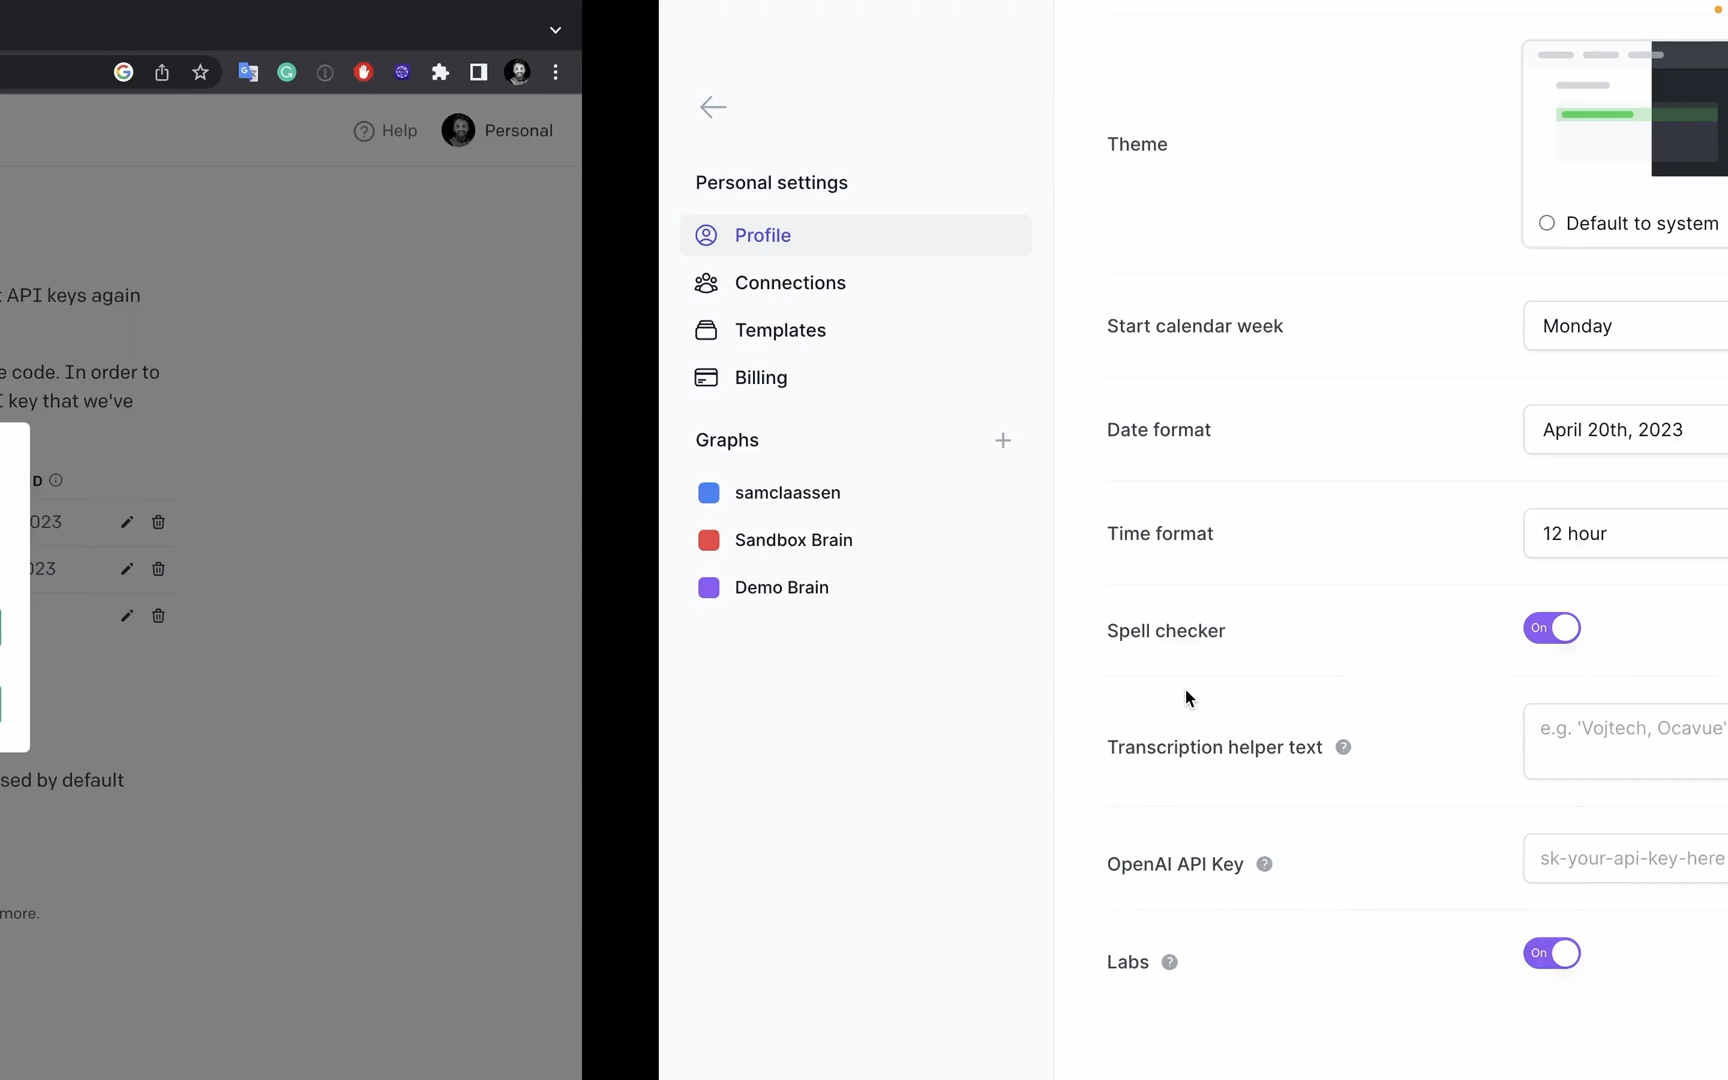 Help
Personal
API keys again
e code. In order to
key that we've
D
023
023
sed by default
more.
Personal settings
Profile
Connections
Templates
Billing
Graphs
samclaassen
Sandbox Brain
Demo Brain
Theme
Default to system
Start calendar week
Monday
Date format
April 20th, 2023
Time format
12 hour
Spell checker
On
Transcription helper text
e.g. 'Vojtech, Ocavue'
OpenAI API Key
sk-your-api-key-here
Labs
On